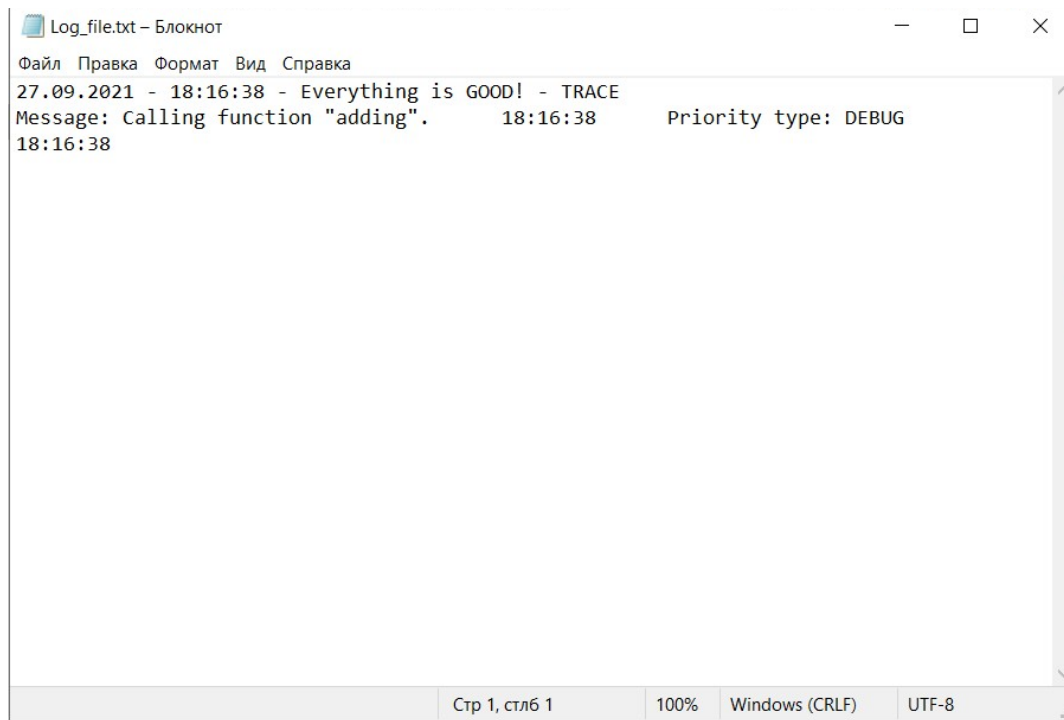 Log_file.txt – Блокнот
Файл Правка Формат Вид Справка
27.09.2021 - 18:16:38 - Everything is GOOD! - TRACE
Message: Calling function "adding". 18:16:38 Priority type: DEBUG
18:16:38
Стр 1, стлб 1 100% Windows (CRLF) UTF-8